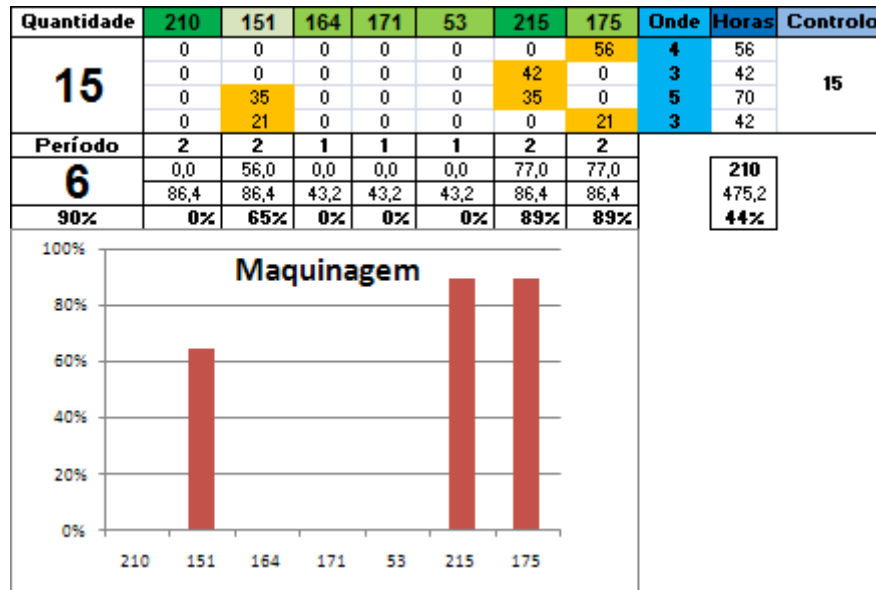 Quantidade 210 151 164 171 53 215 175 Onde Horas Controlo
15
0 0 0 0 0 0 56 4 56
0 0 0 0 0 42 0 3 42
0 35 0 0 0 35 0 5 70
0 21 0 0 0 0 21 3 42
15
Período 2 2 1 1 1 2 2
6
0,0 56,0 0,0 0,0 0,0 77,0 77,0 210
86,4 86,4 43,2 43,2 43,2 86,4 86,4 475,2
90% 0% 65% 0% 0% 0% 89% 89% 44%
Maquinagem
100%
80%
60%
40%
20%
0%
210 151 164 171 53 215 175